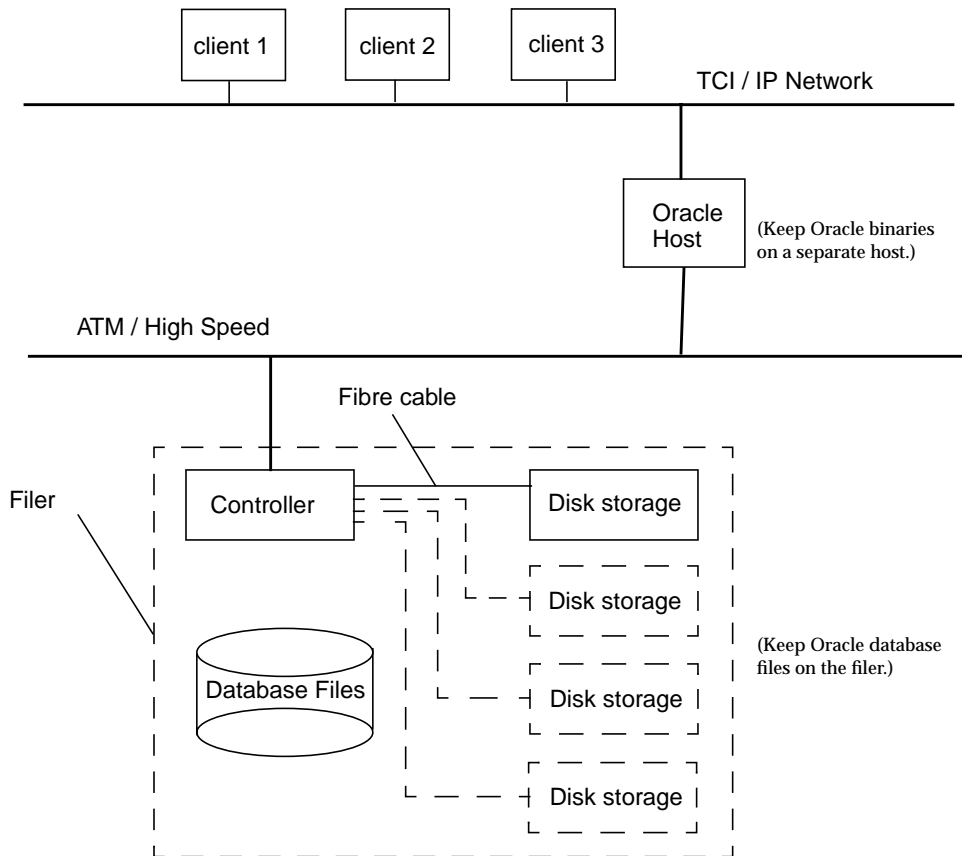 client 1
client 2
client 3
TCI / IP Network
Oracle
Host
(Keep Oracle binaries
on a separate host.)
ATM / High Speed
Fibre cable
Filer
Controller
Disk storage
Disk storage
(Keep Oracle database
files on the filer.)
Database Files
Disk storage
Disk storage